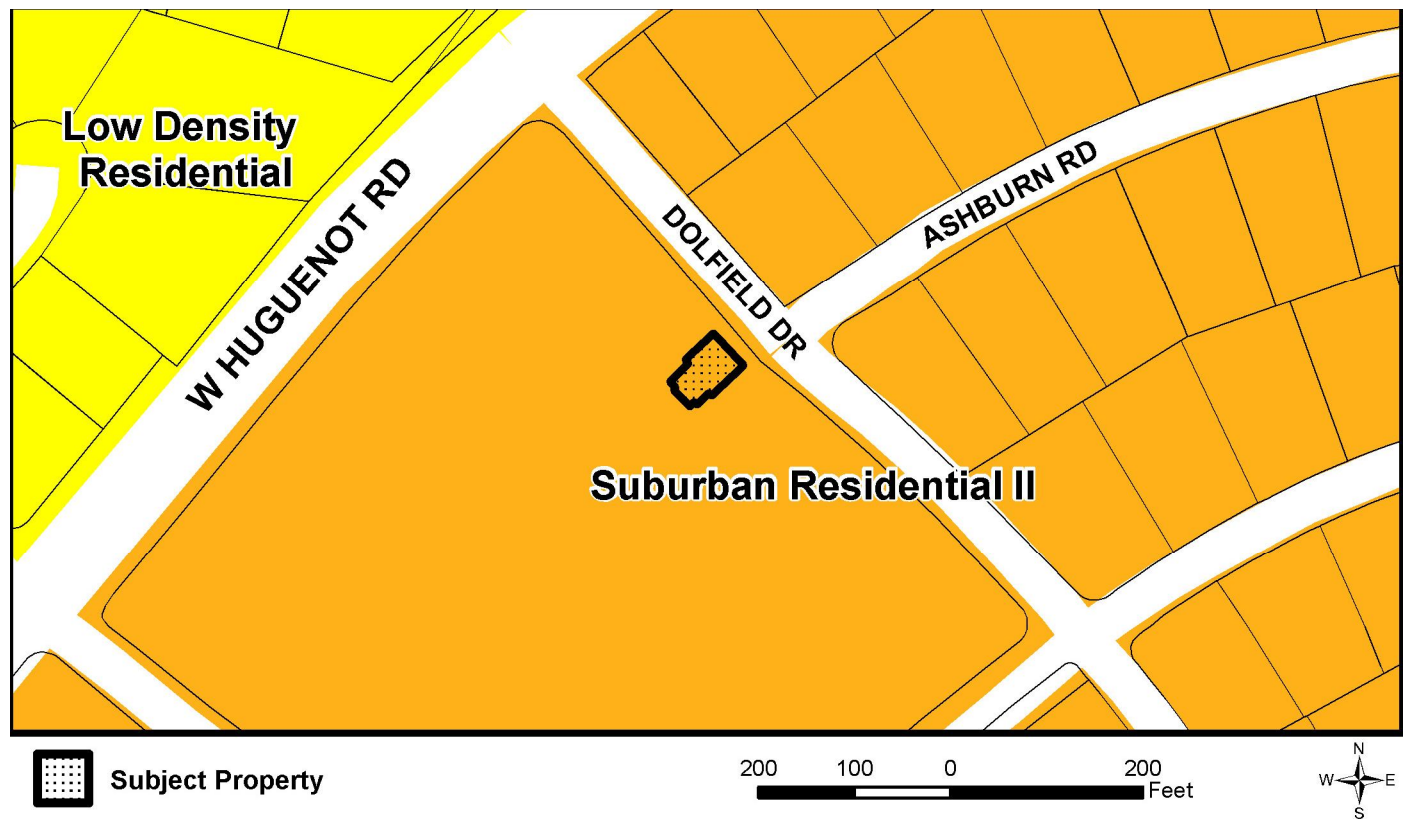 Low Density
Residential
W HUGUENOT RD
DOLFIELD DR
ASHBURN RD
Suburban Residential II
Subject Property
200 100 0 200
Feet
N
W E
S